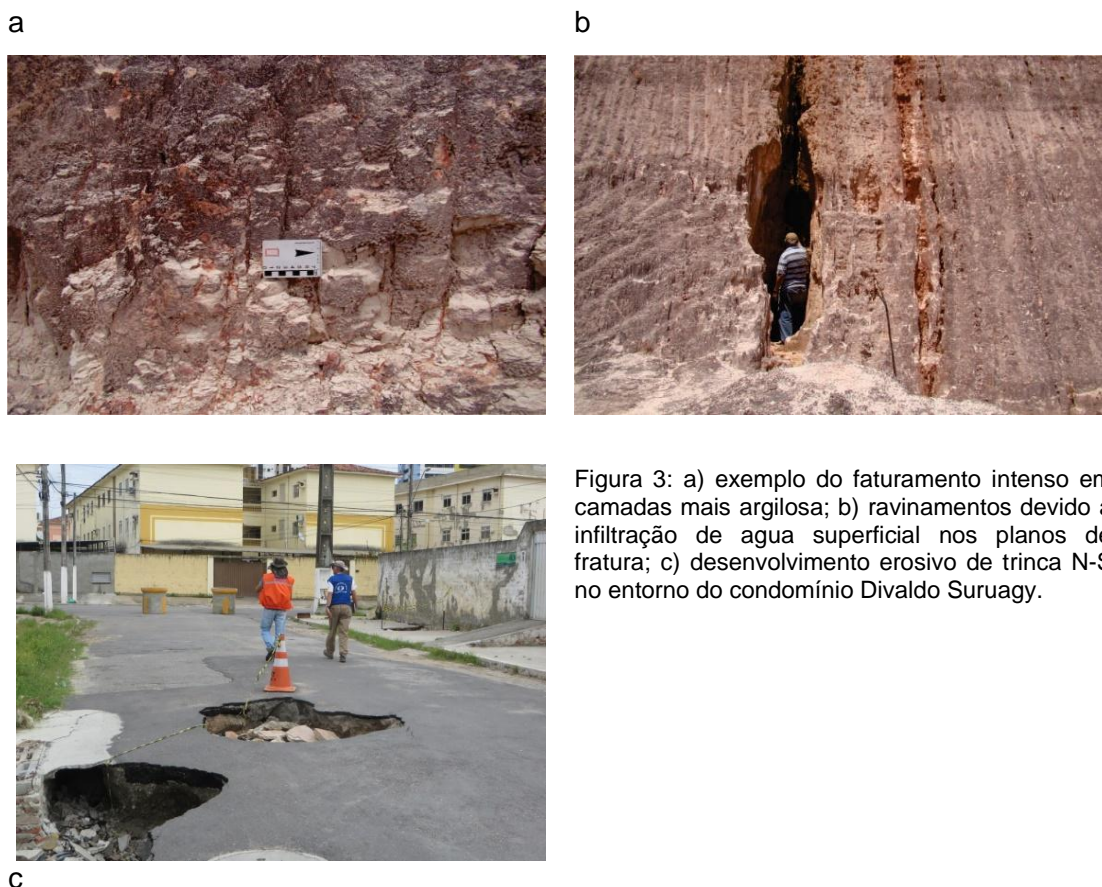 a
b
Figura 3: a) exemplo do faturamento intenso em
camadas mais argilosa; b) ravinamentos devido a
infiltração de agua superficial nos planos de
fratura; c) desenvolvimento erosivo de trinca N-S
no entorno do condomínio Divaldo Suruagy.
c